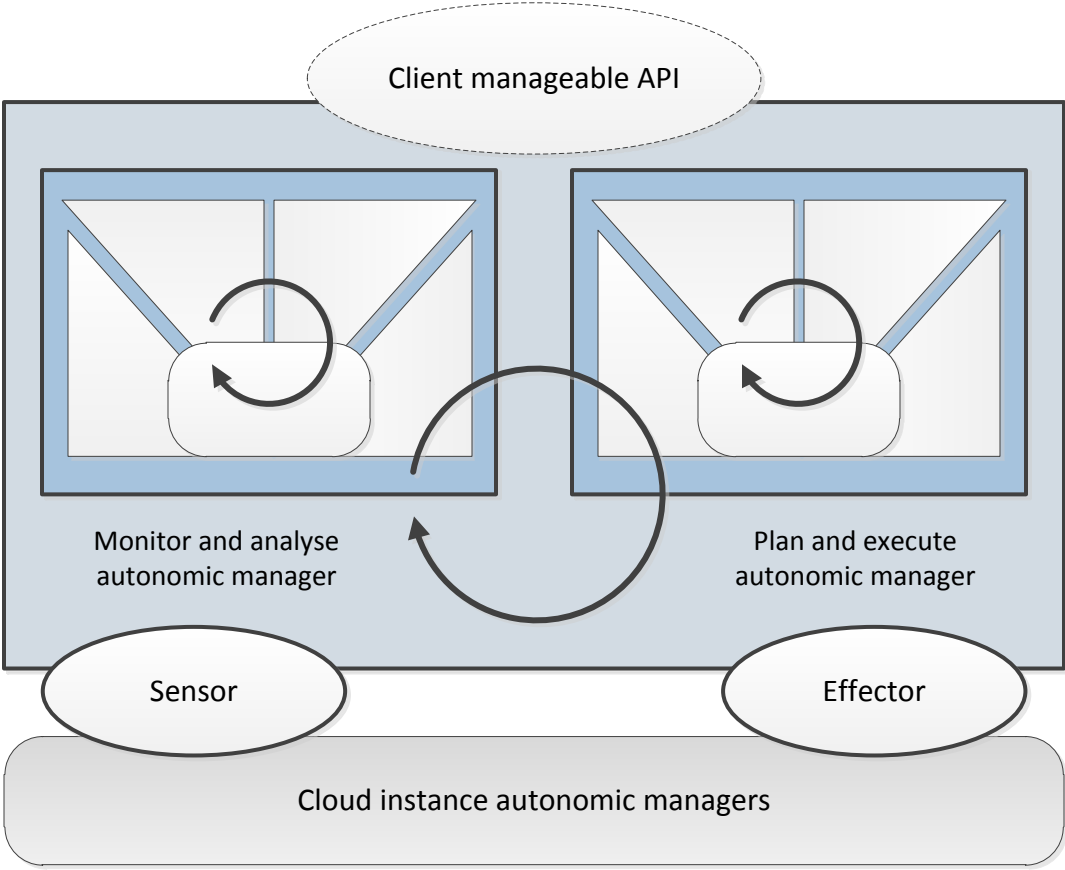 Client manageable API
Monitor and analyse
autonomic manager
Plan and execute
autonomic manager
Sensor
Effector
Cloud instance autonomic managers